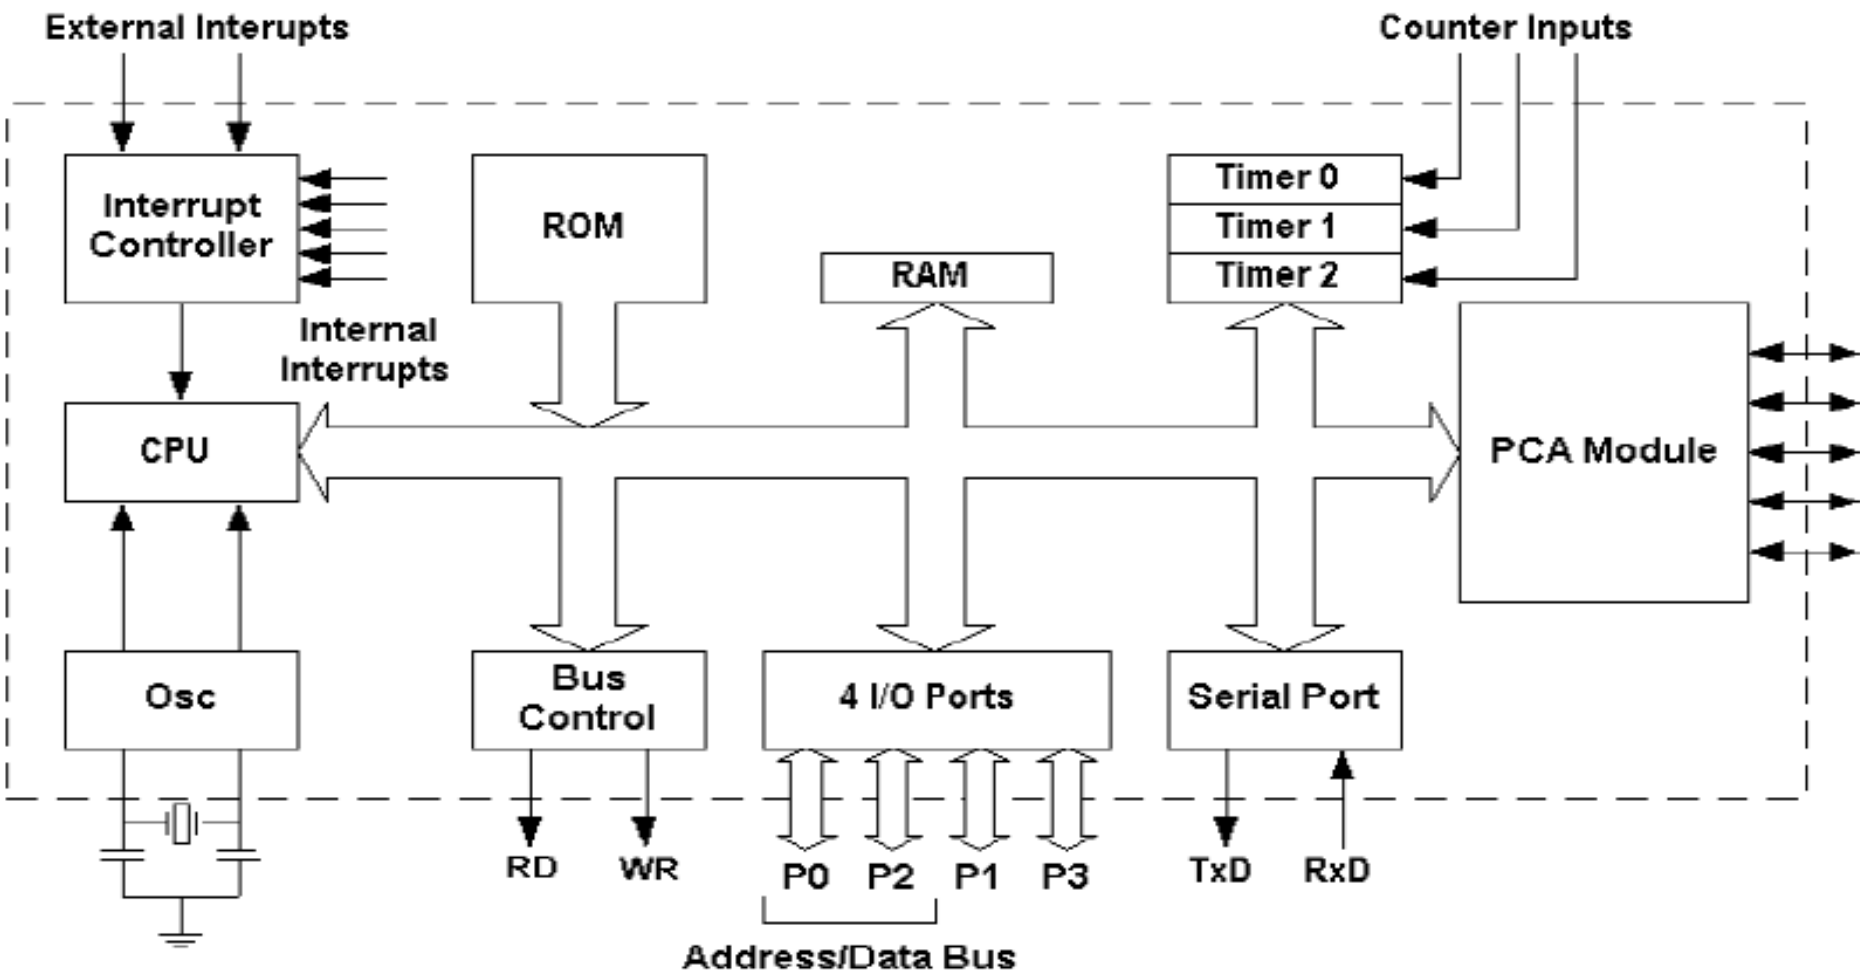 External Interupts
Counter Inputs
Interrupt
Controller
ROM
Timer 0
Timer 1
Timer 2
RAM
Internal
Interrupts
CPU
PCA Module
Osc
Bus
Control
4 I/O Ports
Serial Port
RD
WR
P0
P2
P1
P3
TxD
RxD
Address/Data Bus